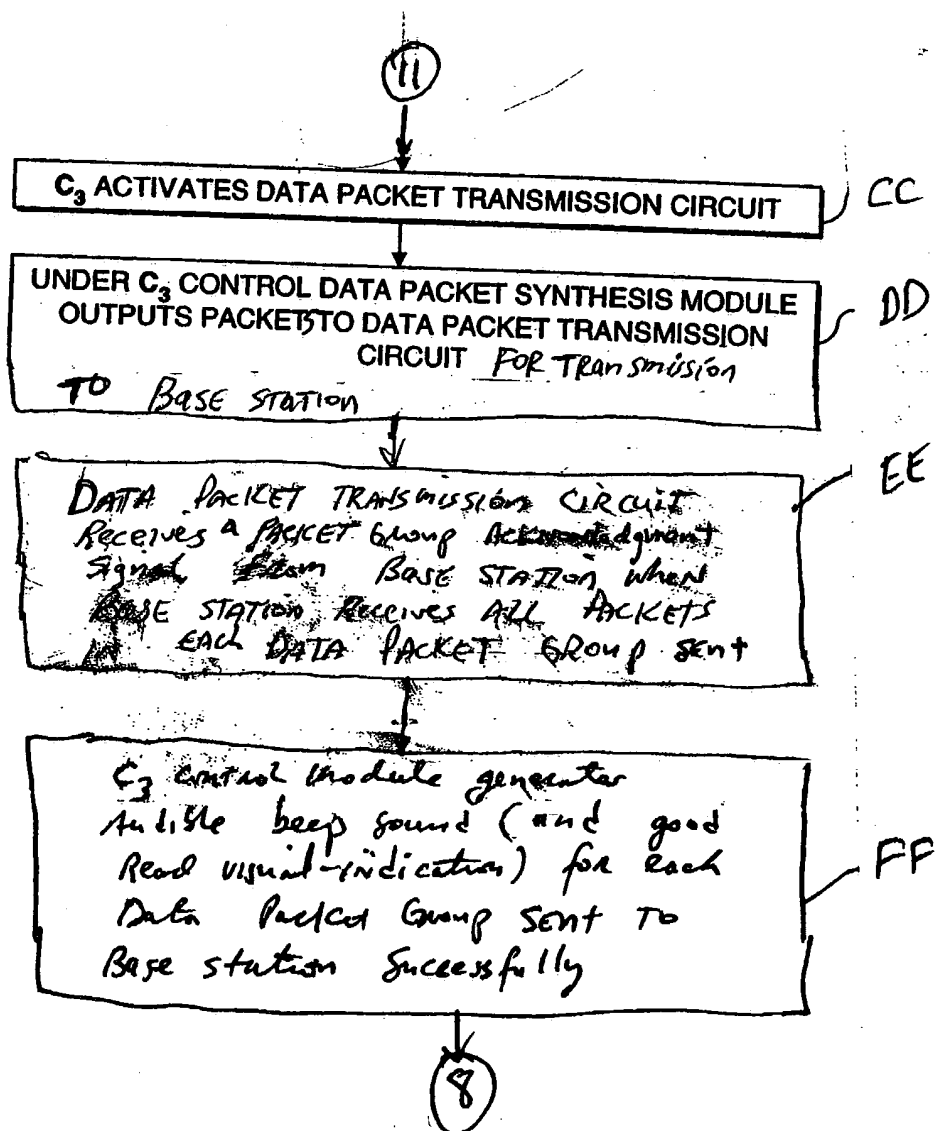 11
C₃ ACTIVATES DATA PACKET TRANSMISSION CIRCUIT
CC
UNDER C₃ CONTROL DATA PACKET SYNTHESIS MODULE
OUTPUTS PACKETS TO DATA PACKET TRANSMISSION
CIRCUIT FOR TRANSMISSION
TO BASE STATION
DD
DATA PACKET TRANSMISSION CIRCUIT
Receives a PACKET Group Acknowledgment
Signal From BASE STATION when
BASE STATION Receives ALL PACKETS
IN EACH DATA PACKET GROUP sent
EE
C₃ control module generates
Audible beep sound (and good
Read visual-indication) for each
Data Packet Group SENT TO
Base station Successfully
FF
8